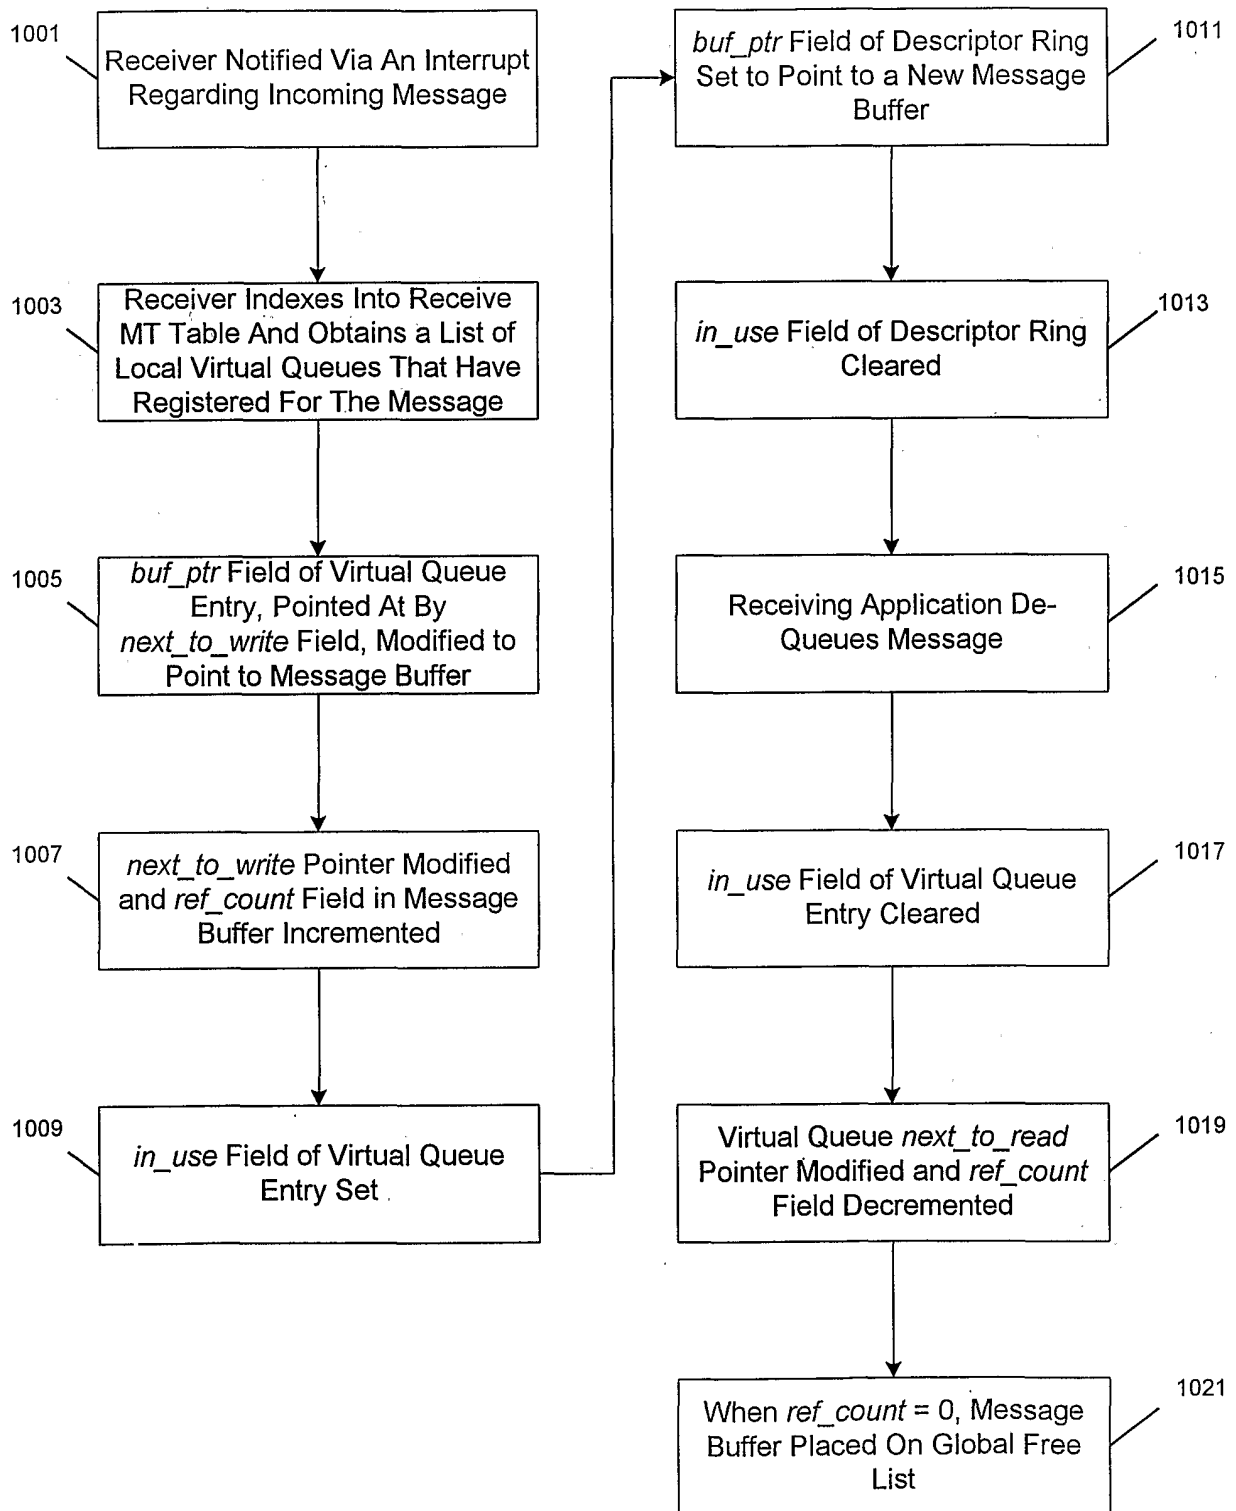 1001
Receiver Notified Via An Interrupt
Regarding Incoming Message
1003
Receiver Indexes Into Receive
MT Table And Obtains a List of
Local Virtual Queues That Have
Registered For The Message
1005
buf_ptr Field of Virtual Queue
Entry, Pointed At By
next_to_write Field, Modified to
Point to Message Buffer
1007
next_to_write Pointer Modified
and ref_count Field in Message
Buffer Incremented
1009
in_use Field of Virtual Queue
Entry Set
1011
buf_ptr Field of Descriptor Ring
Set to Point to a New Message
Buffer
1013
in_use Field of Descriptor Ring
Cleared
1015
Receiving Application De-
Queues Message
1017
in_use Field of Virtual Queue
Entry Cleared
1019
Virtual Queue next_to_read
Pointer Modified and ref_count
Field Decremented
1021
When ref_count = 0, Message
Buffer Placed On Global Free
List